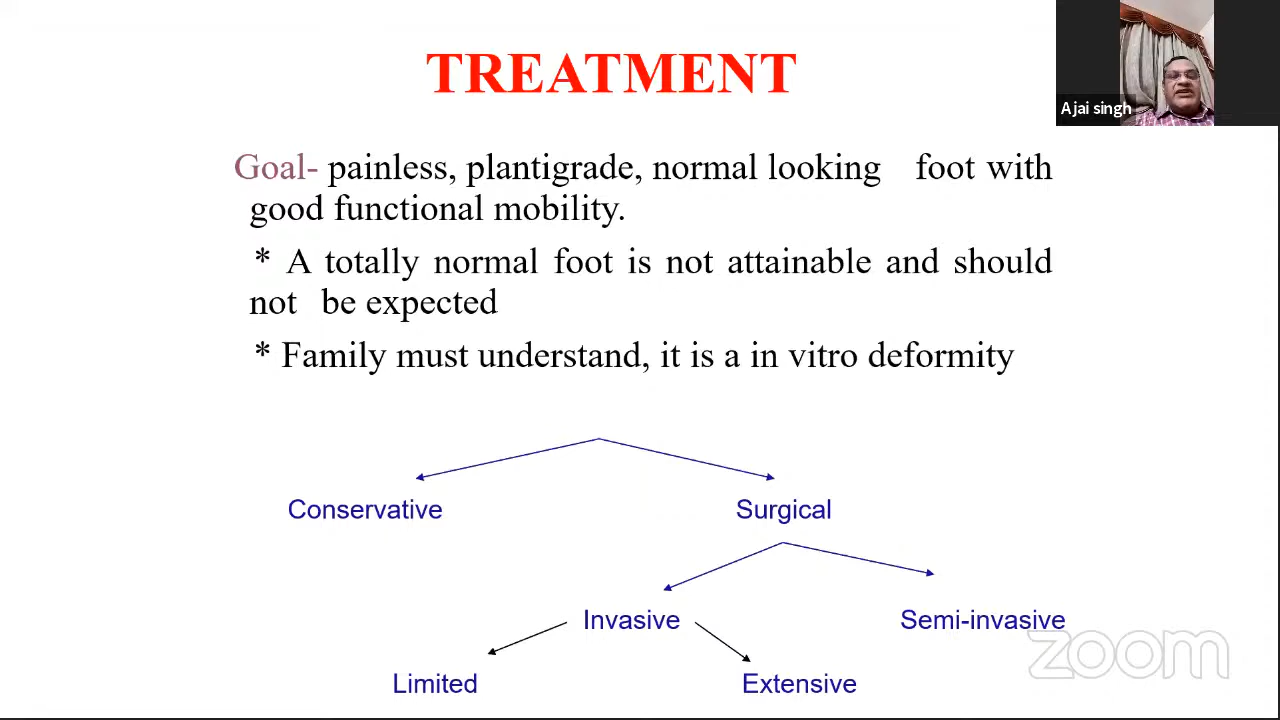 TREATMENT
Ajai singh
Goal- painless, plantigrade, normal looking foot with
good functional mobility.
* A totally normal foot is not attainable and should
not be expected
* Family must understand, it is a in vitro deformity
Conservative
Surgical
Invasive
Semi-invasive
zoom
Limited
Extensive